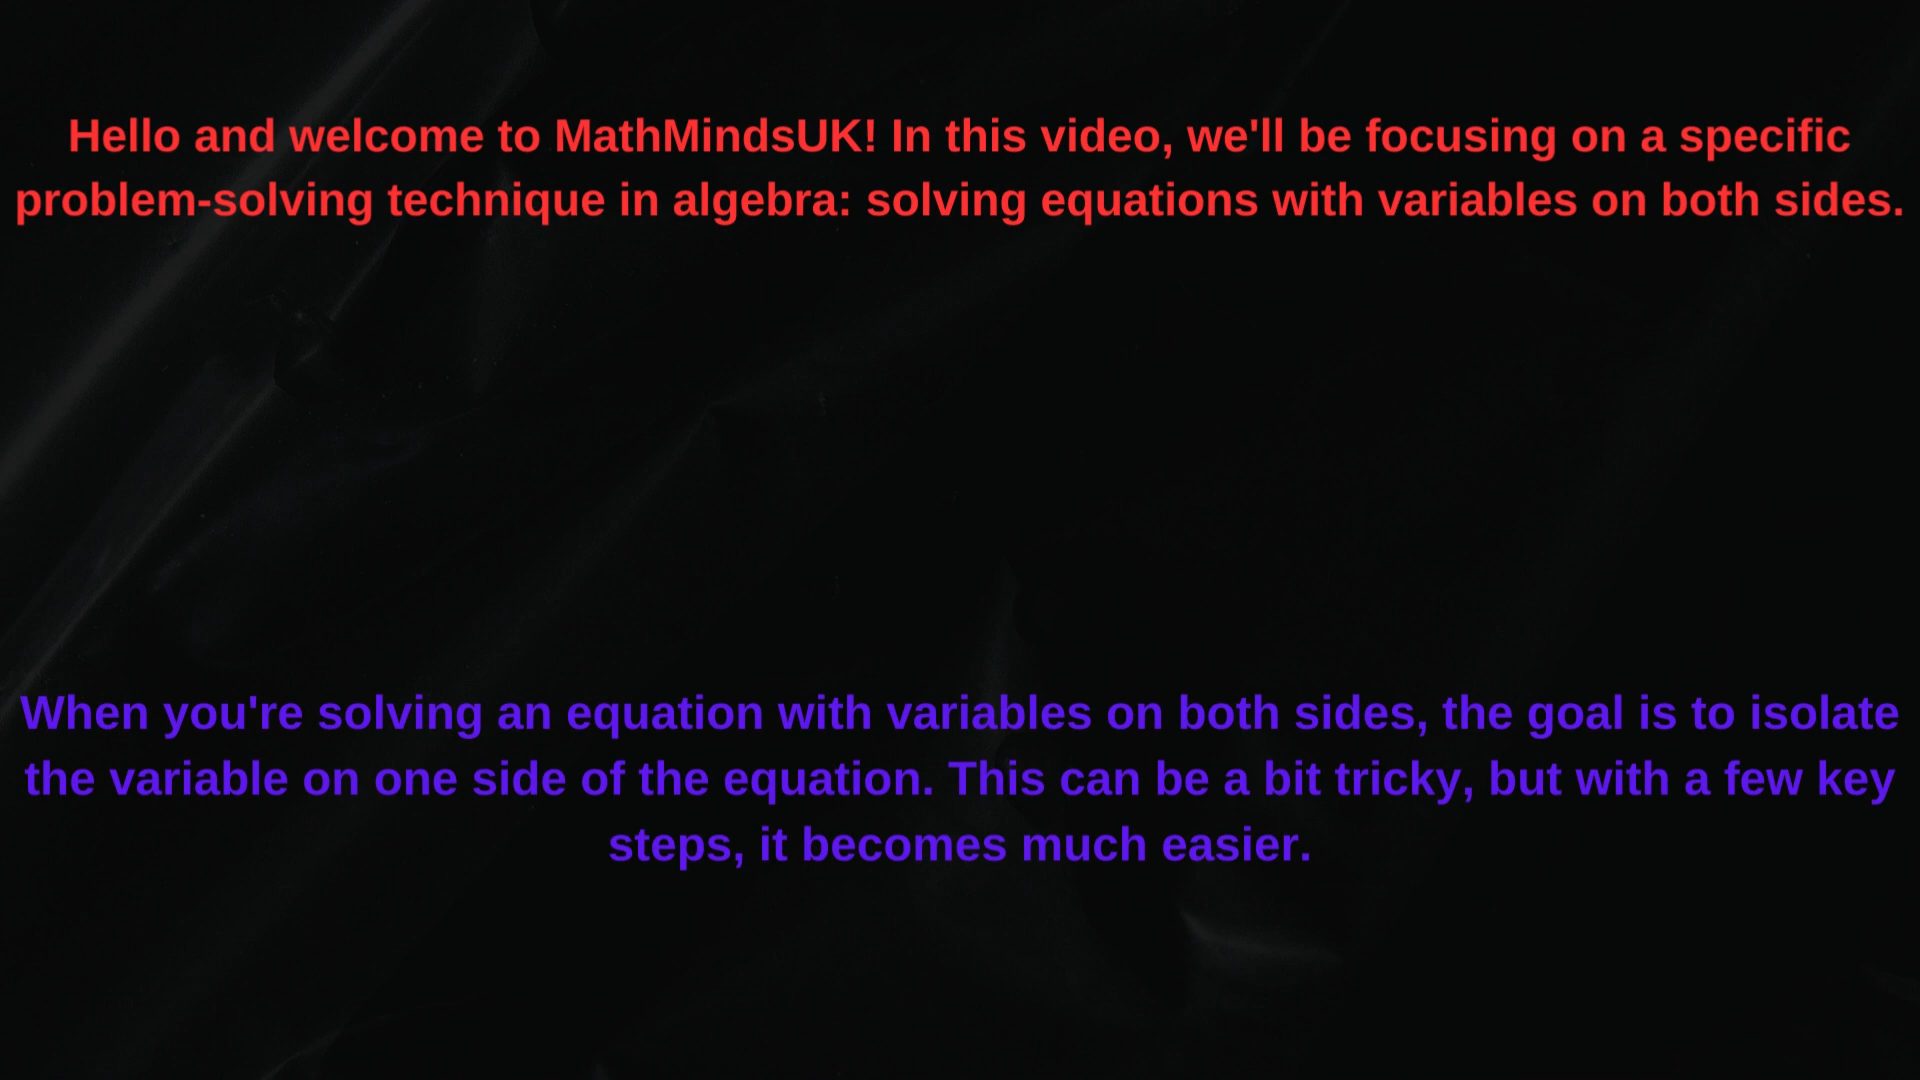 Hello and welcome to MathMindsUK! In this video, we'll be focusing on a specific
problem-solving technique in algebra: solving equations with variables on both sides.
When you're solving an equation with variables on both sides, the goal is to isolate
the variable on one side of the equation. This can be a bit tricky, but with a few key
steps, it becomes much easier.